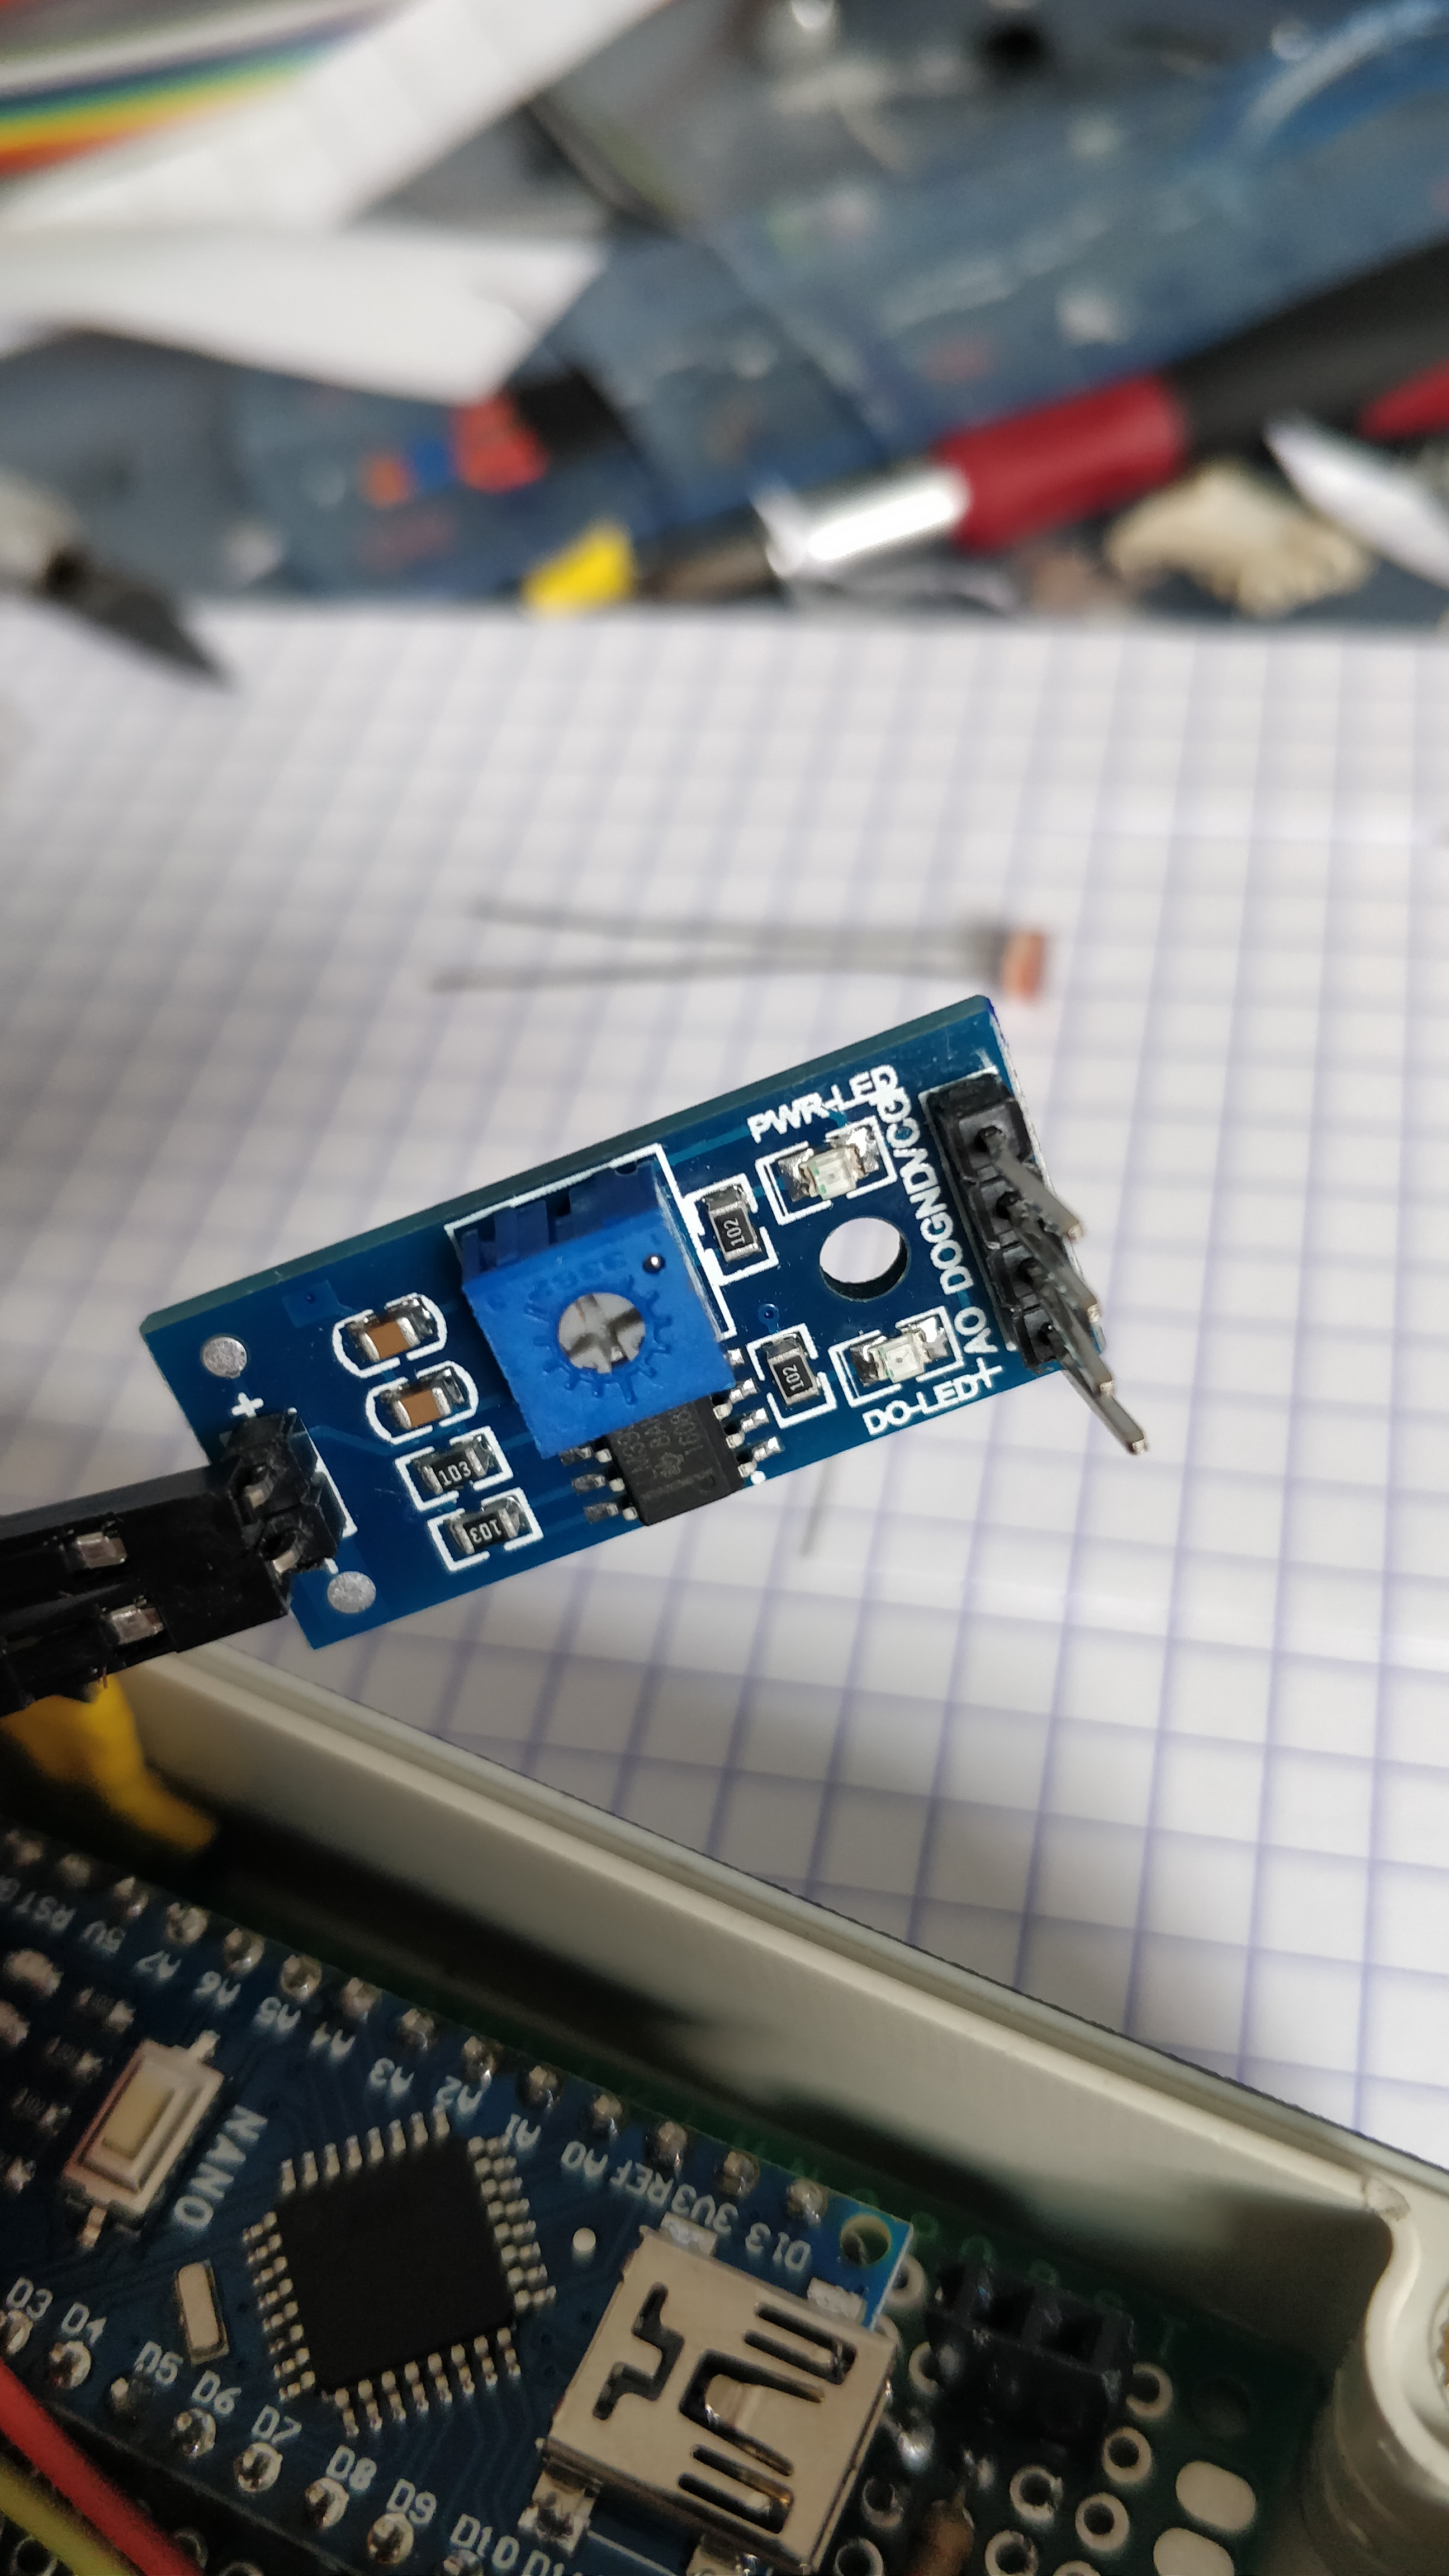 PWR-LED
VCC
GND
DO
AO
+
DO-LED
102
102
103
103
+
-
RST
5V
A7
A6
A5
A4
A3
A2
A1
A0
REF
3V3
D13
NANO
D3
D4
D5
D6
D7
D8
D9
D10